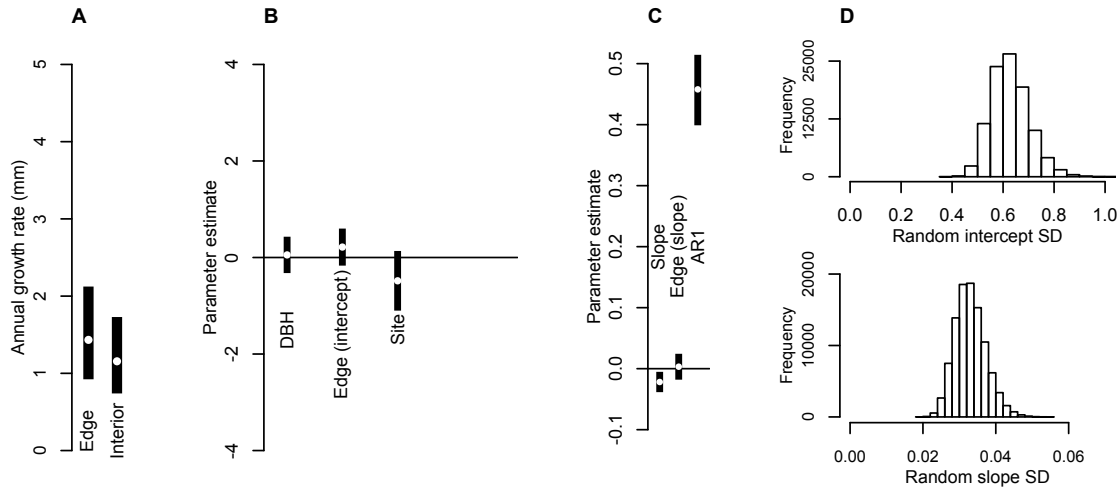 A
B
C
D
Annual growth rate (mm)
0
1
2
3
4
5
Edge
Interior
Parameter estimate
-4
-2
0
2
4
DBH
Edge (intercept)
Site
Parameter estimate
-0.1
0.0
0.1
0.2
0.3
0.4
0.5
Slope
Edge (slope)
AR1
Frequency
0
12500
25000
0.0 0.2 0.4 0.6 0.8 1.0
Random intercept SD
Frequency
0
10000
20000
0.00 0.02 0.04 0.06
Random slope SD